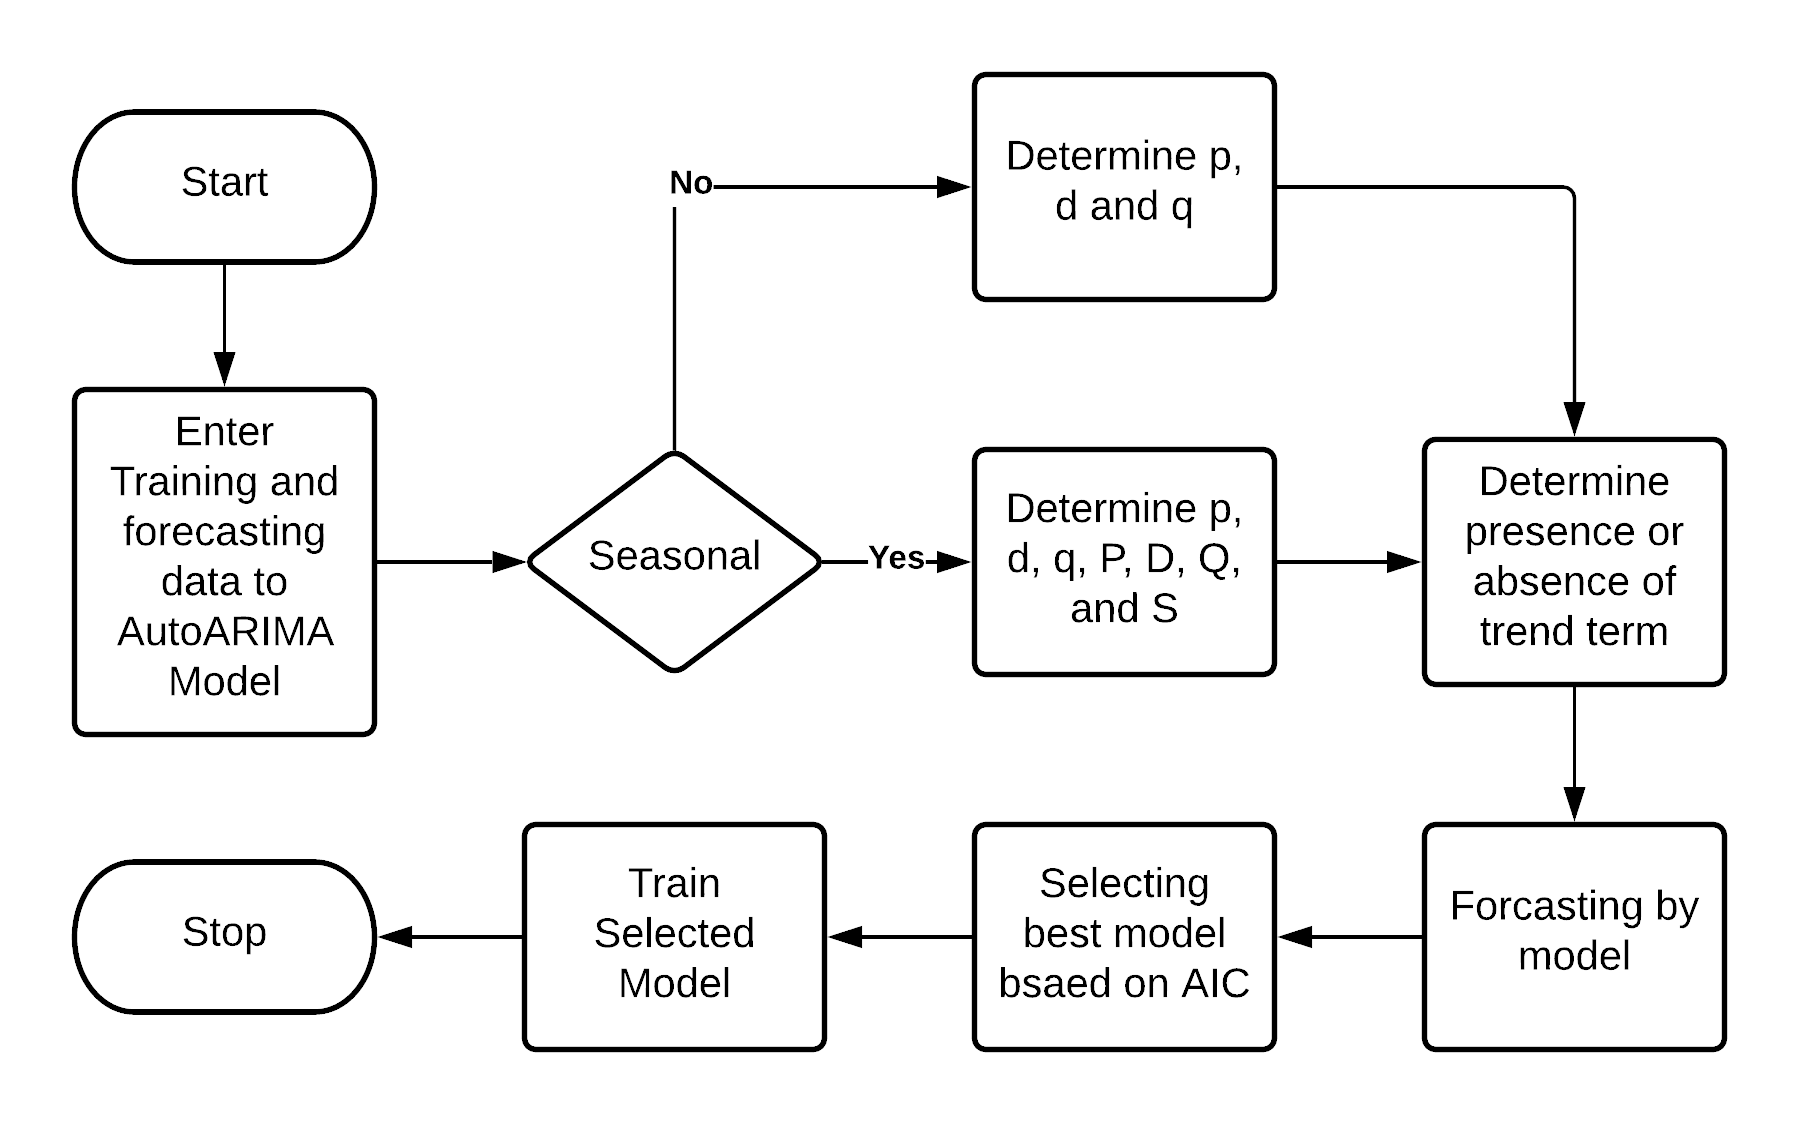 Start
Enter
Training and
forecasting
data to
AutoARIMA
Model
Seasonal
No
Yes
Determine p,
d and q
Determine p,
d, q, P, D, Q,
and S
Determine
presence or
absence of
trend term
Forcasting by
model
Selecting
best model
bsaed on AIC
Train
Selected
Model
Stop